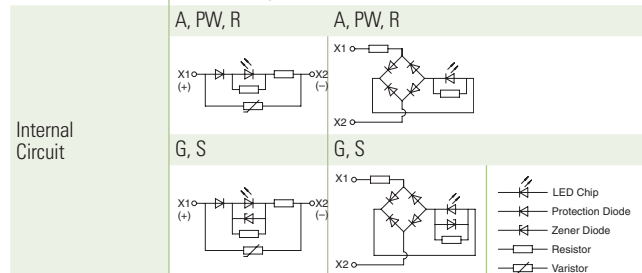 A, PW, R
A, PW, R
X1
(+)
X2
(–)
X1
X2
Internal
Circuit
G, S
G, S
X1
(+)
X2
(–)
X1
X2
LED Chip
Protection Diode
Zener Diode
Resistor
Varistor